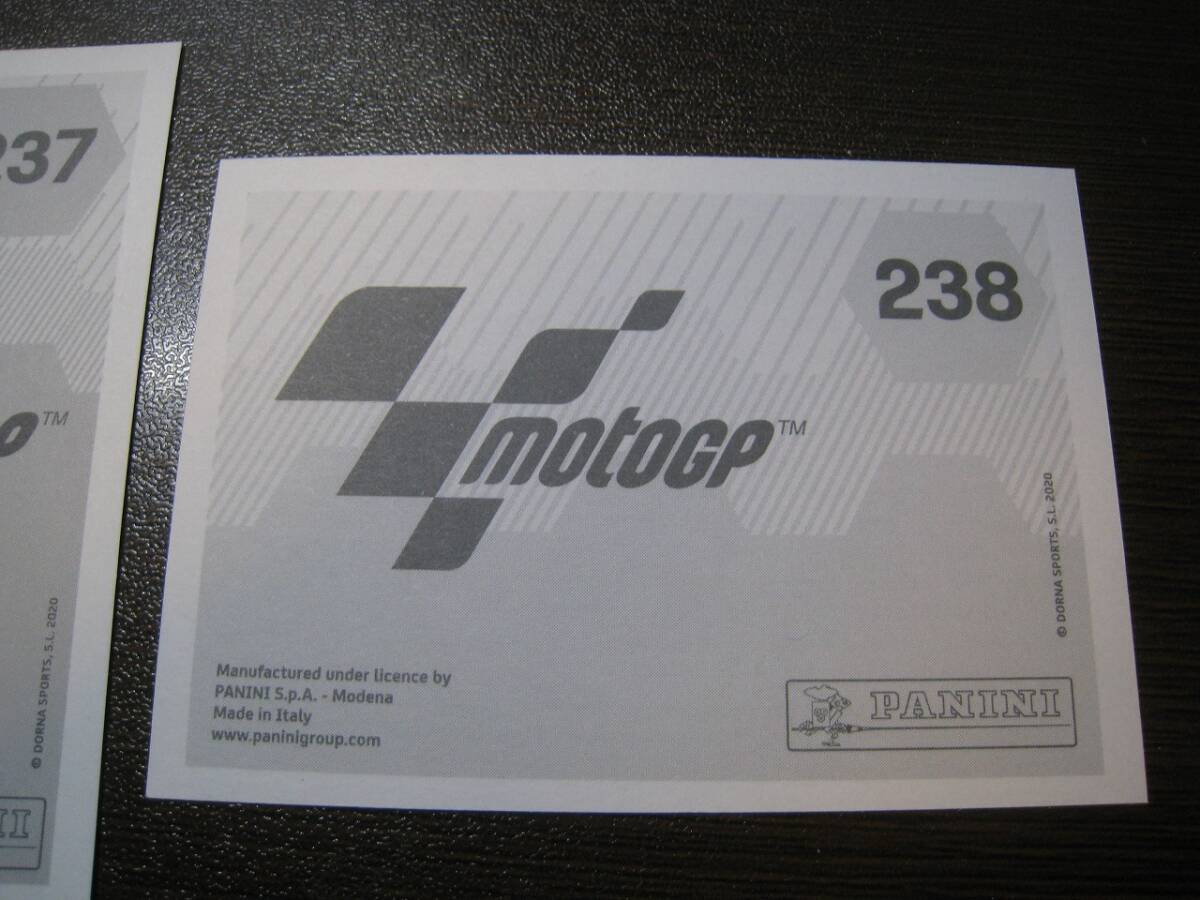 237
TM
© DORNA SPORTS, S.L. 2020
238
motoGP™
© DORNA SPORTS, S.L. 2020
Manufactured under licence by
PANINI S.p.A. - Modena
Made in Italy
www.paninigroup.com
PANINI